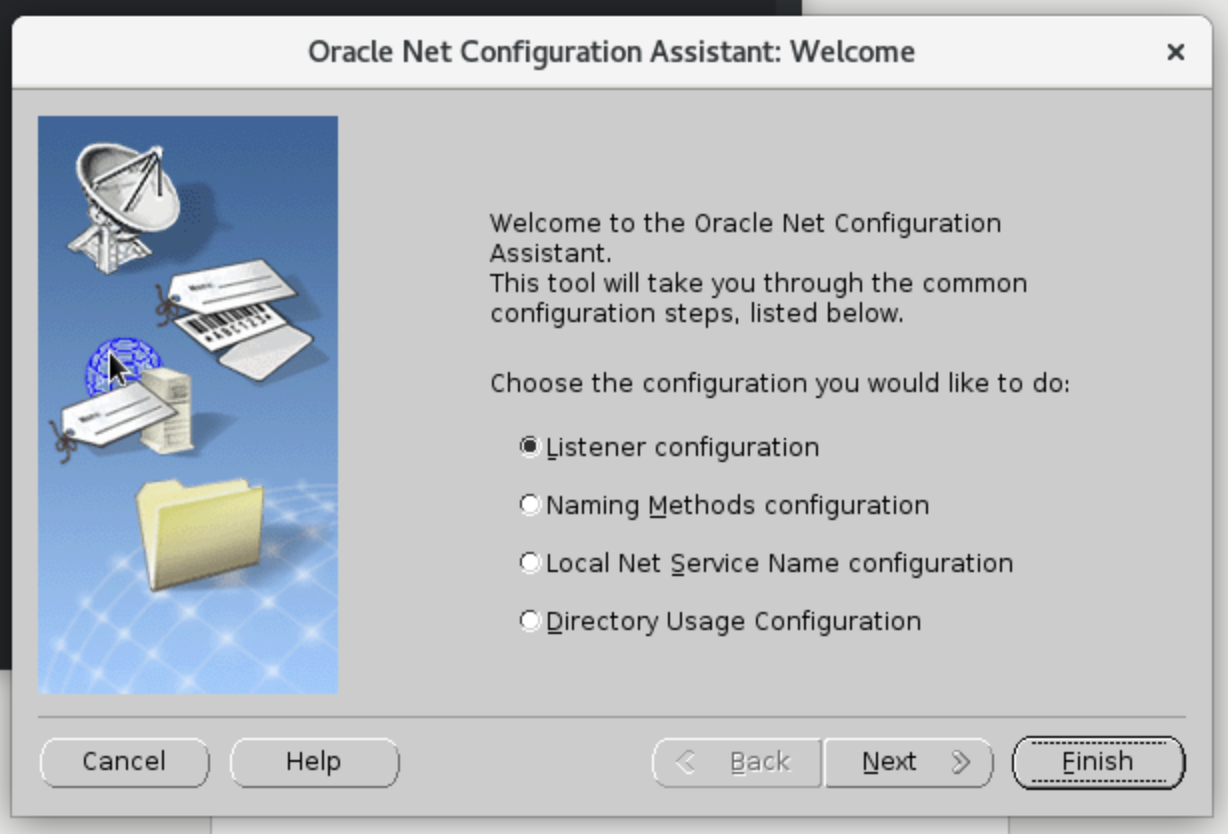 Oracle Net Configuration Assistant: Welcome
Welcome to the Oracle Net Configuration
Assistant.
This tool will take you through the common
configuration steps, listed below.
Choose the configuration you would like to do:
Listener configuration
Naming Methods configuration
Local Net Service Name configuration
Directory Usage Configuration
Cancel Help Back Next Finish